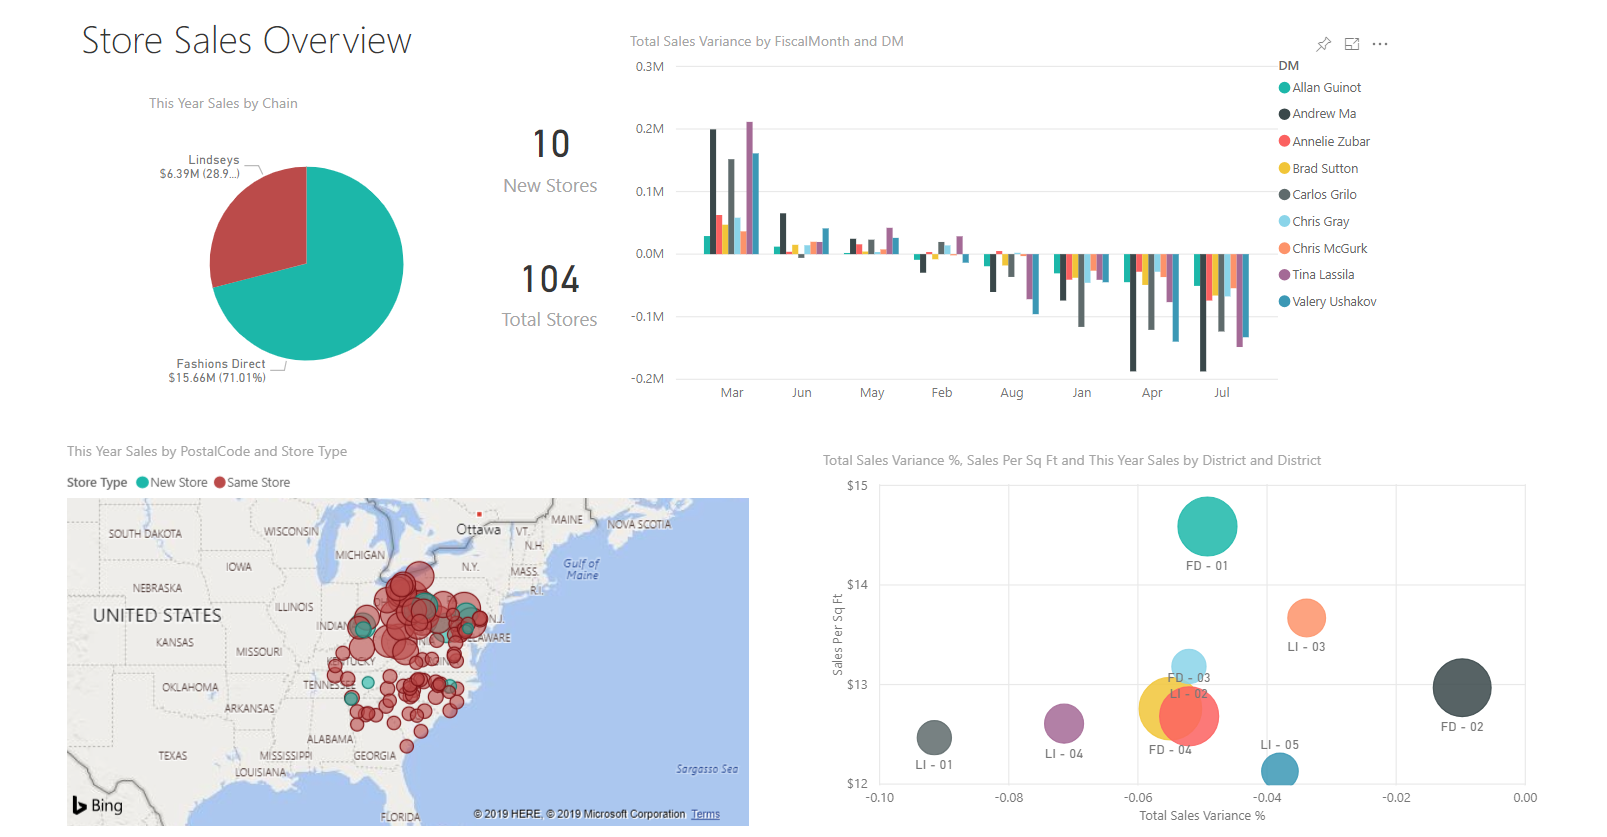 Store Sales Overview
This Year Sales by Chain
Lindseys
$6.39M (28.9...)
Fashions Direct
$15.66M (71.01%)
10
New Stores
104
Total Stores
Total Sales Variance by FiscalMonth and DM
0.3M
0.2M
0.1M
0.0M
-0.1M
-0.2M
Mar Jun May Feb Aug Jan Apr Jul
DM
Allan Guinot
Andrew Ma
Annelie Zubar
Brad Sutton
Carlos Grilo
Chris Gray
Chris McGurk
Tina Lassila
Valery Ushakov
This Year Sales by PostalCode and Store Type
Store Type New Store Same Store
Ottawa
MAINE
NOVA SCOTIA
SOUTH DAKOTA
WISCONSIN
VT.
N.H.
MICHIGAN
IOWA
N.Y.
MASS.
Gulf of
Maine
NEBRASKA
R.I.
UNITED STATES
ILLINOIS
N.J.
KANSAS
MISSOURI
TENNESSEE
OKLAHOMA
ARKANSAS
ALABAMA
TEXAS
MISSISSIPPI
GEORGIA
LOUISIANA
Sargasso Sea
Bing
FLORIDA
© 2019 HERE, © 2019 Microsoft Corporation Terms
Total Sales Variance %, Sales Per Sq Ft and This Year Sales by District and District
Sales Per Sq Ft
$15
$14
$13
$12
FD - 01
LI - 03
FD - 03
LI - 02
FD - 02
FD - 04
LI - 04
LI - 01
LI - 05
-0.10 -0.08 -0.06 -0.04 -0.02 0.00
Total Sales Variance %